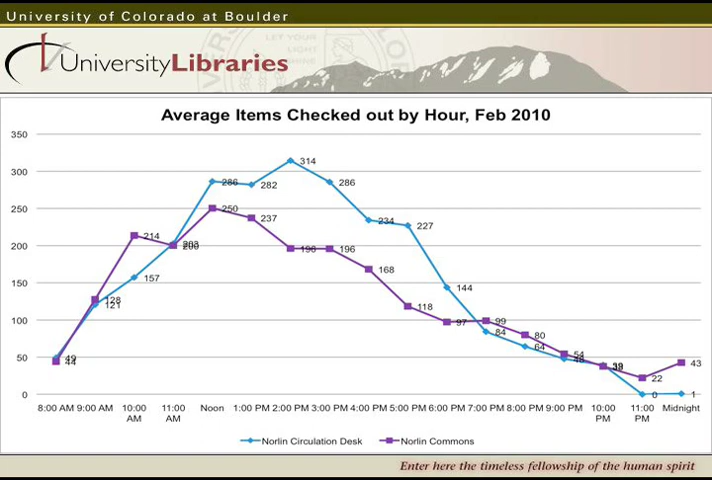 University of Colorado at Boulder
UniversityLibraries
LET YOUR
LIGHT
SHINE
Average Items Checked out by Hour, Feb 2010
350
300
250
200
150
100
50
0
314
286 282 286
250 237 234 227
214 203 200 196 196
157 168 144
128 121 118 97 99 84 80
49 44 64 54 48 39 38 22 43
0 1
8:00 AM 9:00 AM 10:00 AM 11:00 AM Noon 1:00 PM 2:00 PM 3:00 PM 4:00 PM 5:00 PM 6:00 PM 7:00 PM 8:00 PM 9:00 PM 10:00 PM 11:00 PM Midnight
Norlin Circulation Desk Norlin Commons
Enter here the timeless fellowship of the human spirit